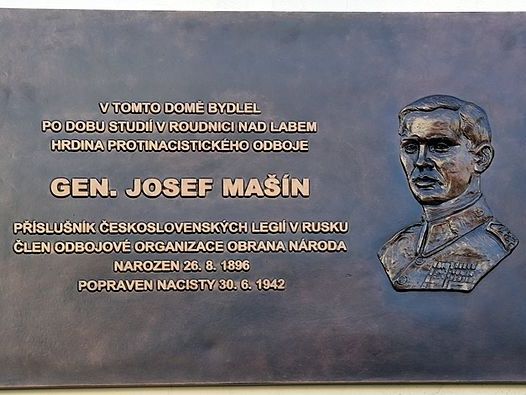 V TOMTO DOMĚ BYDLEL
PO DOBU STUDIÍ V ROUDNICI NAD LABEM
HRDINA PROTINACISTICKÉHO ODBOJE
GEN. JOSEF MAŠÍN
PŘÍSLUŠNÍK ČESKOSLOVENSKÝCH LEGIÍ V RUSKU
ČLEN ODBOJOVÉ ORGANIZACE OBRANA NÁRODA
NAROZEN 26. 8. 1896
POPRAVEN NACISTY 30. 6. 1942